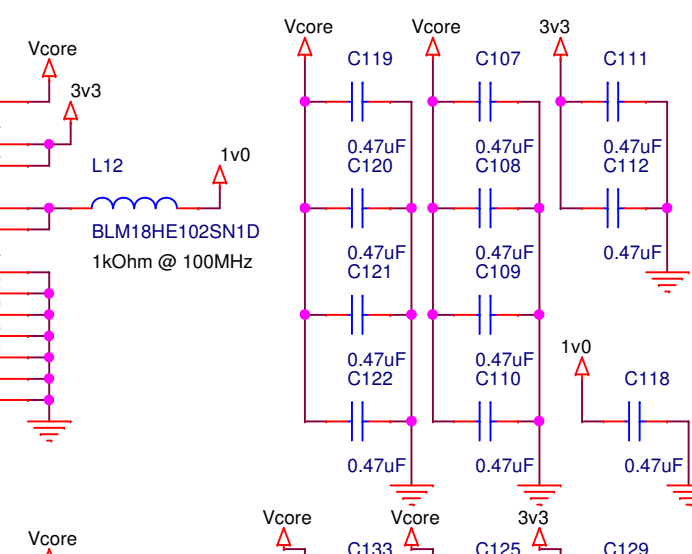 Vcore
Vcore
3v3
Vcore
C119
C107
C111
3v3
0.47uF
0.47uF
0.47uF
L12
1v0
C120
C108
C112
BLM18HE102SN1D
0.47uF
0.47uF
0.47uF
1kOhm @ 100MHz
C121
C109
0.47uF
0.47uF
1v0
C122
C110
C118
0.47uF
0.47uF
0.47uF
Vcore
Vcore
3v3
Vcore
C133
C125
C129